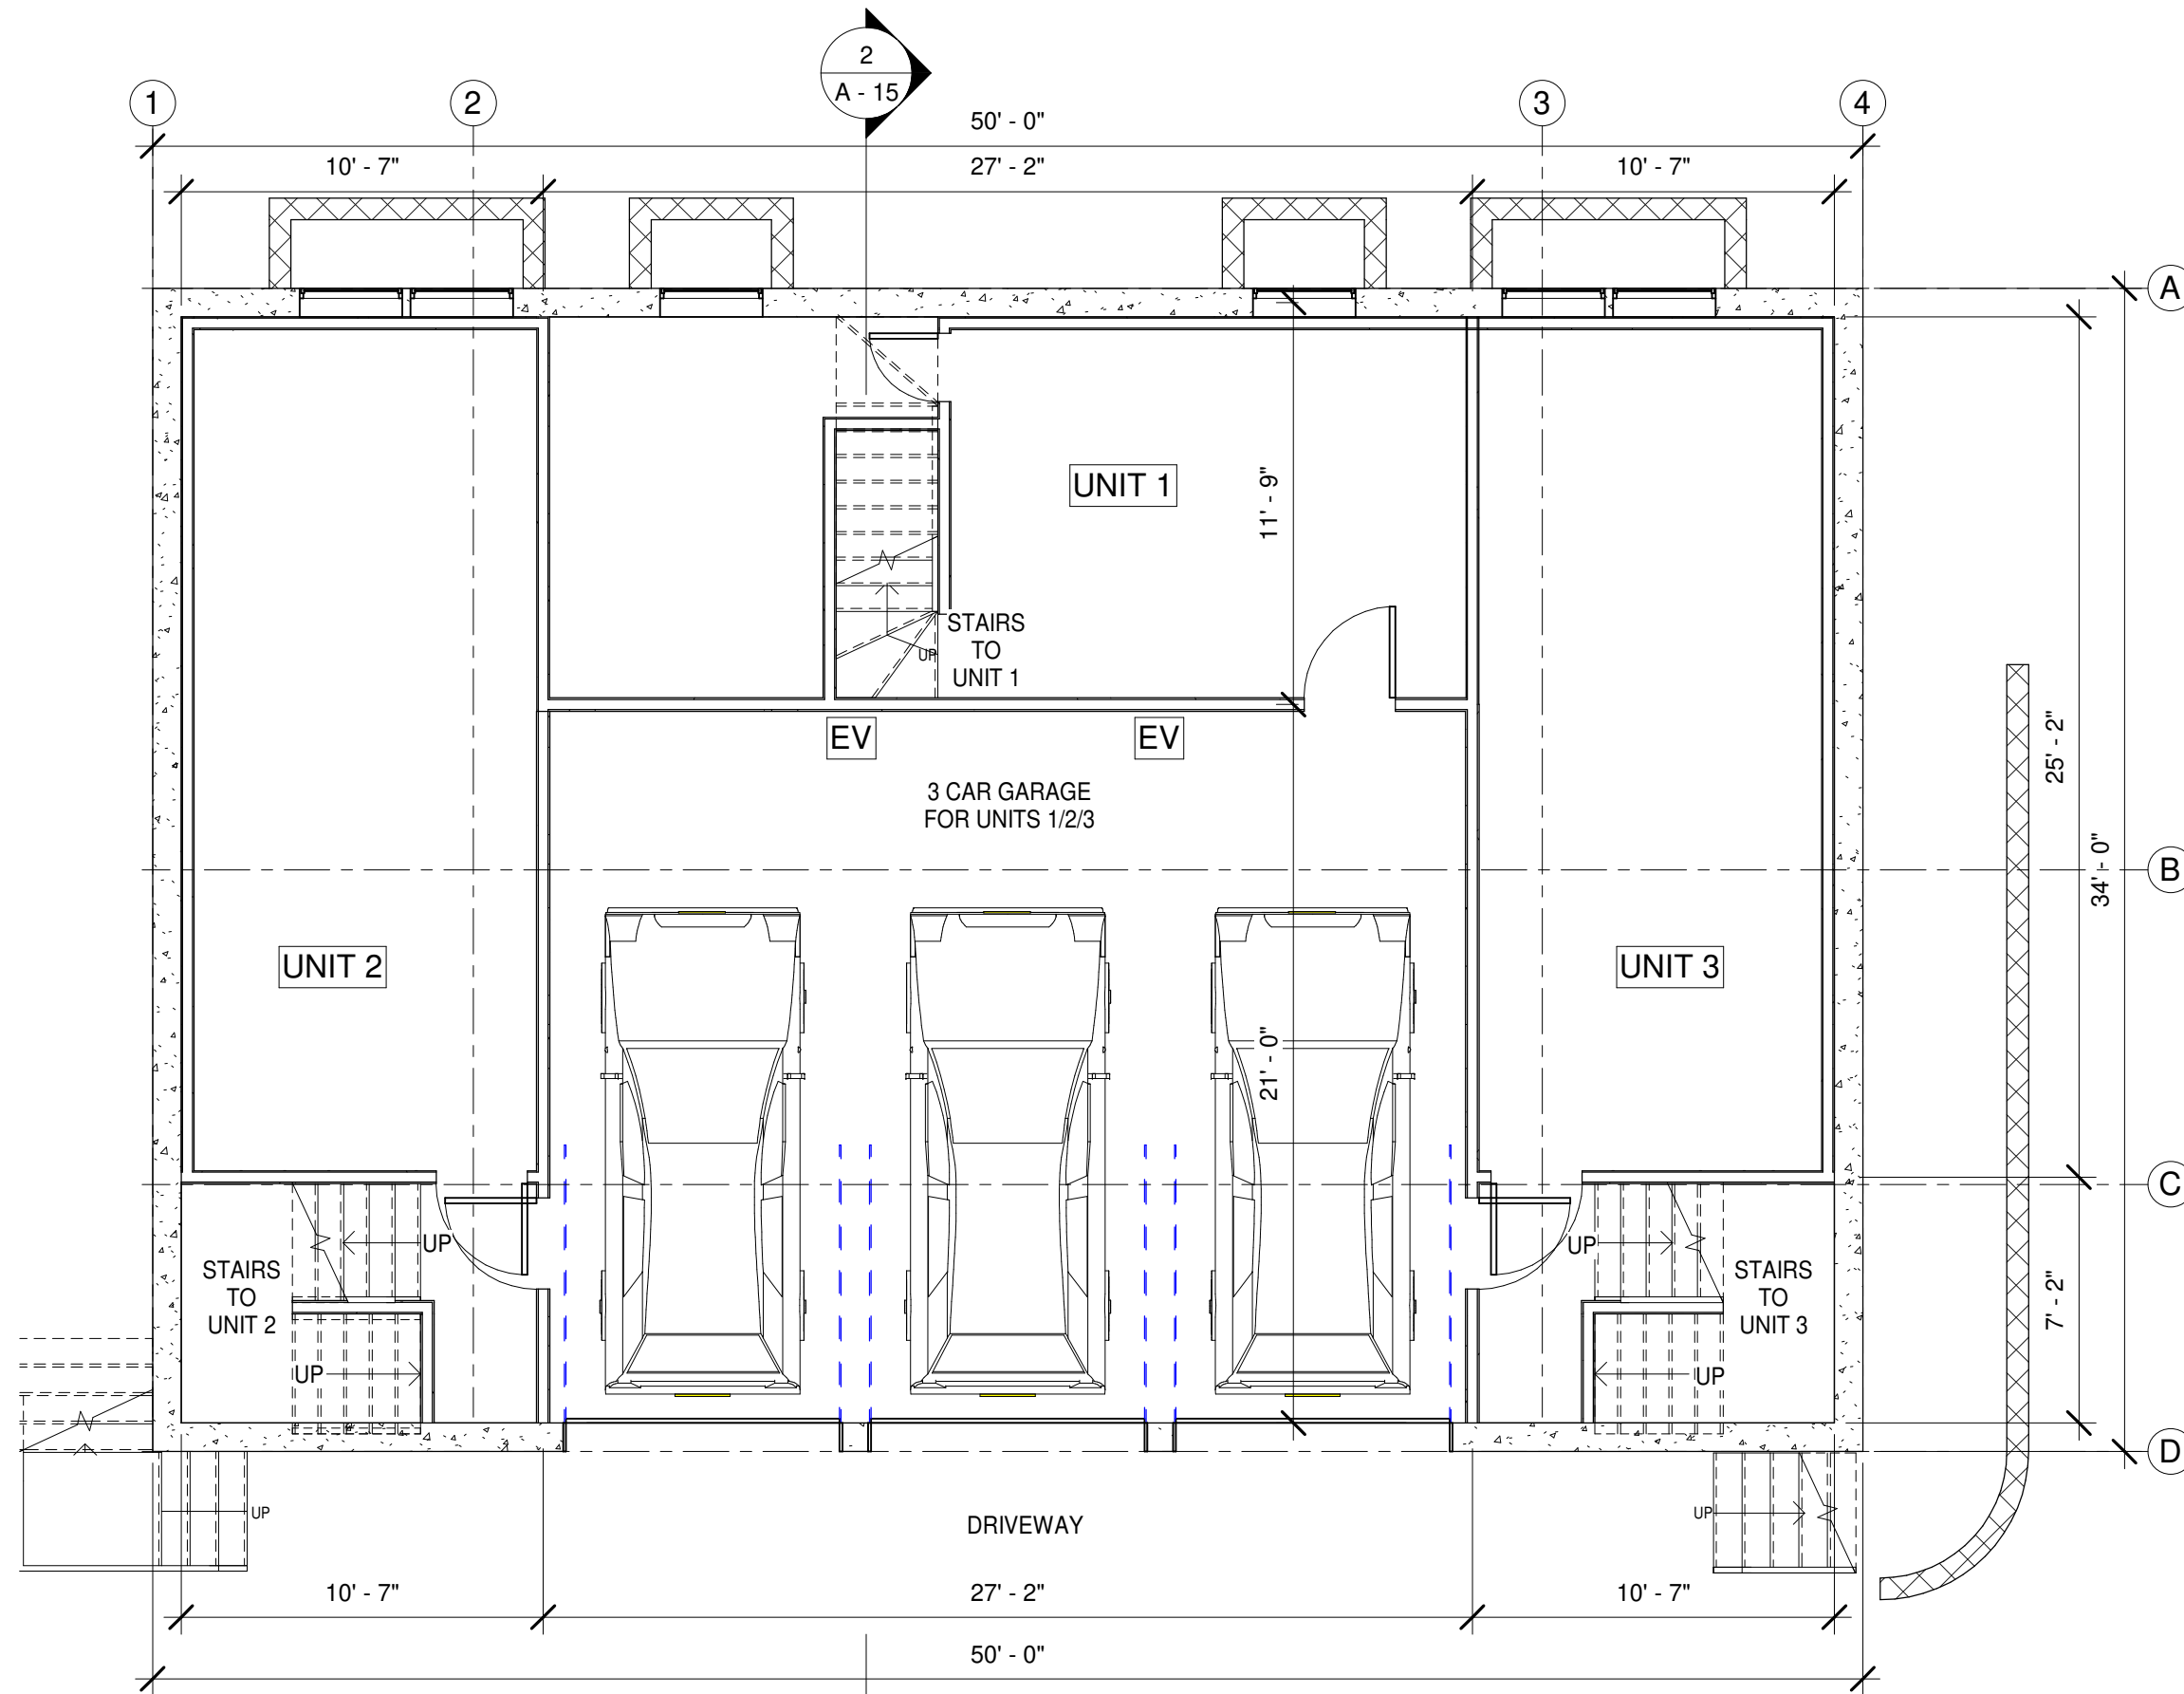 2
A - 15
1
2
3
4
50' - 0"
10' - 7"
27' - 2"
10' - 7"
A
UNIT 1
11' - 9"
STAIRS
TO
UNIT 1
UP
EV
EV
25' - 2"
3 CAR GARAGE
FOR UNITS 1/2/3
B
34' - 0"
UNIT 2
UNIT 3
21' - 0"
C
UP
UP
STAIRS
TO
UNIT 2
STAIRS
TO
UNIT 3
7' - 2"
UP
UP
D
UP
UP
DRIVEWAY
10' - 7"
27' - 2"
10' - 7"
50' - 0"